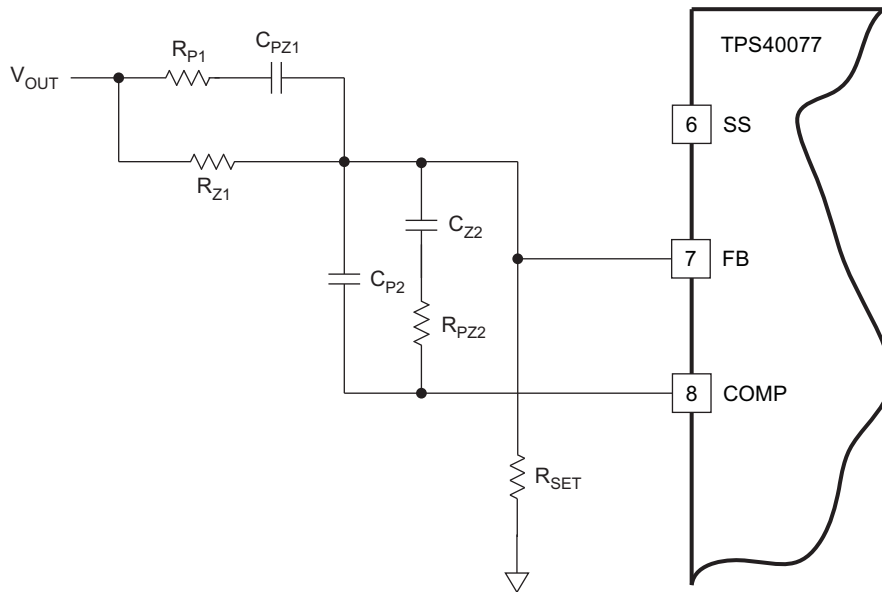 TPS40077
R_P1
C_PZ1
V_OUT
6 SS
R_Z1
C_Z2
7 FB
C_P2
R_PZ2
8 COMP
R_SET